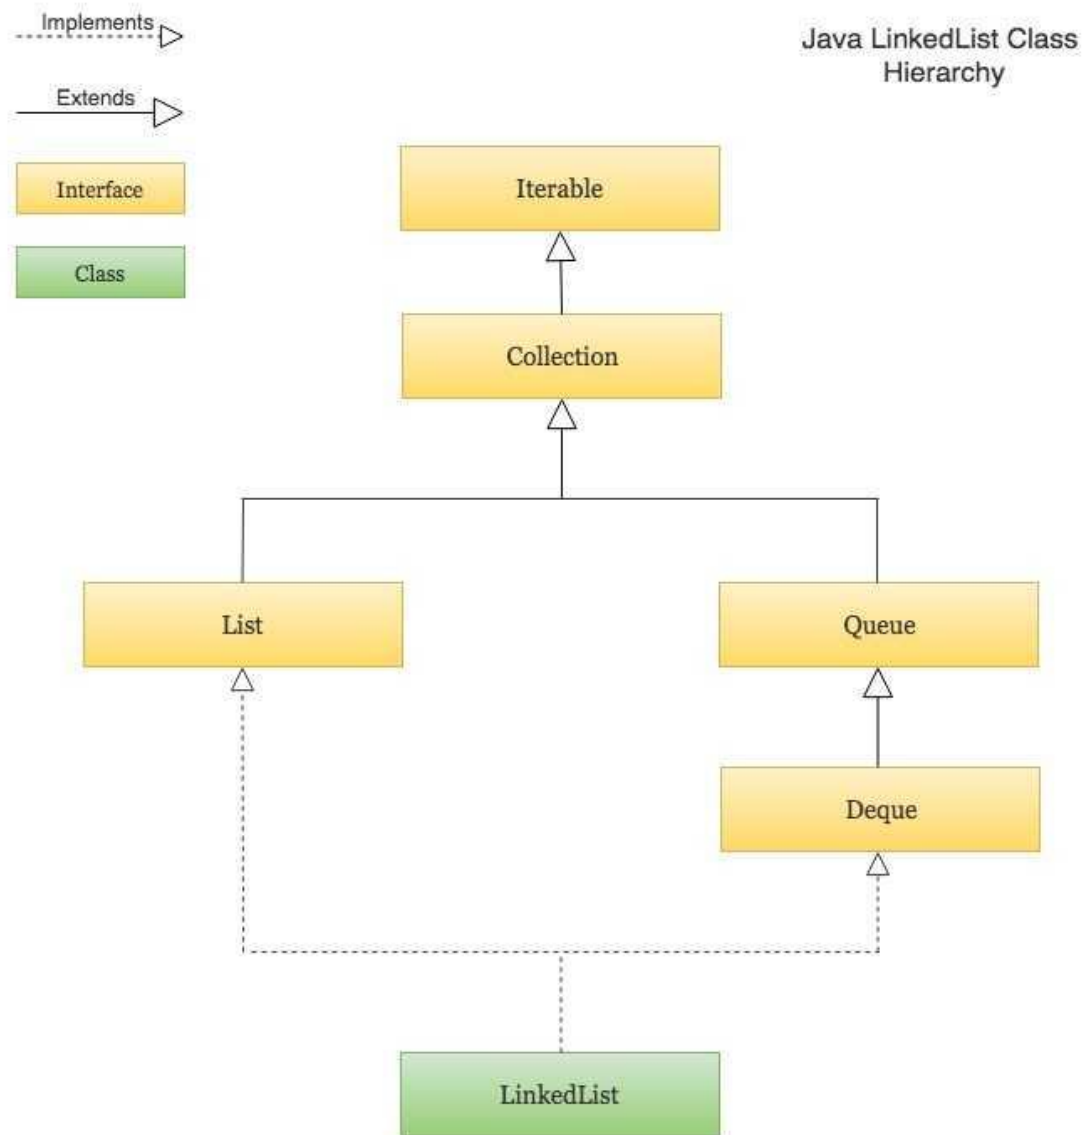 Implements
Java LinkedList Class
Hierarchy
Extends
Interface
Class
Iterable
Collection
List
Queue
Deque
LinkedList